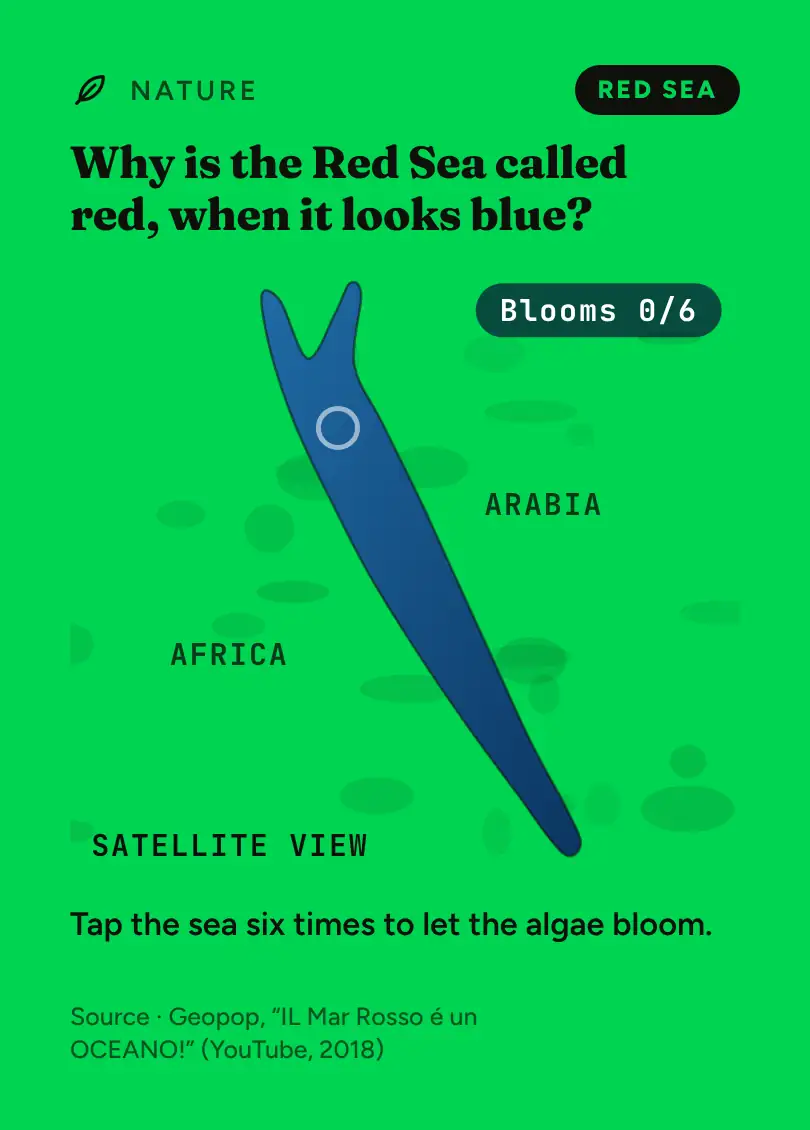 NATURE
RED SEA
Why is the Red Sea called
red, when it looks blue?
Blooms 0/6
ARABIA
AFRICA
SATELLITE VIEW
Tap the sea six times to let the algae bloom.
Source · Geopop, “IL Mar Rosso é un
OCEANO!” (YouTube, 2018)